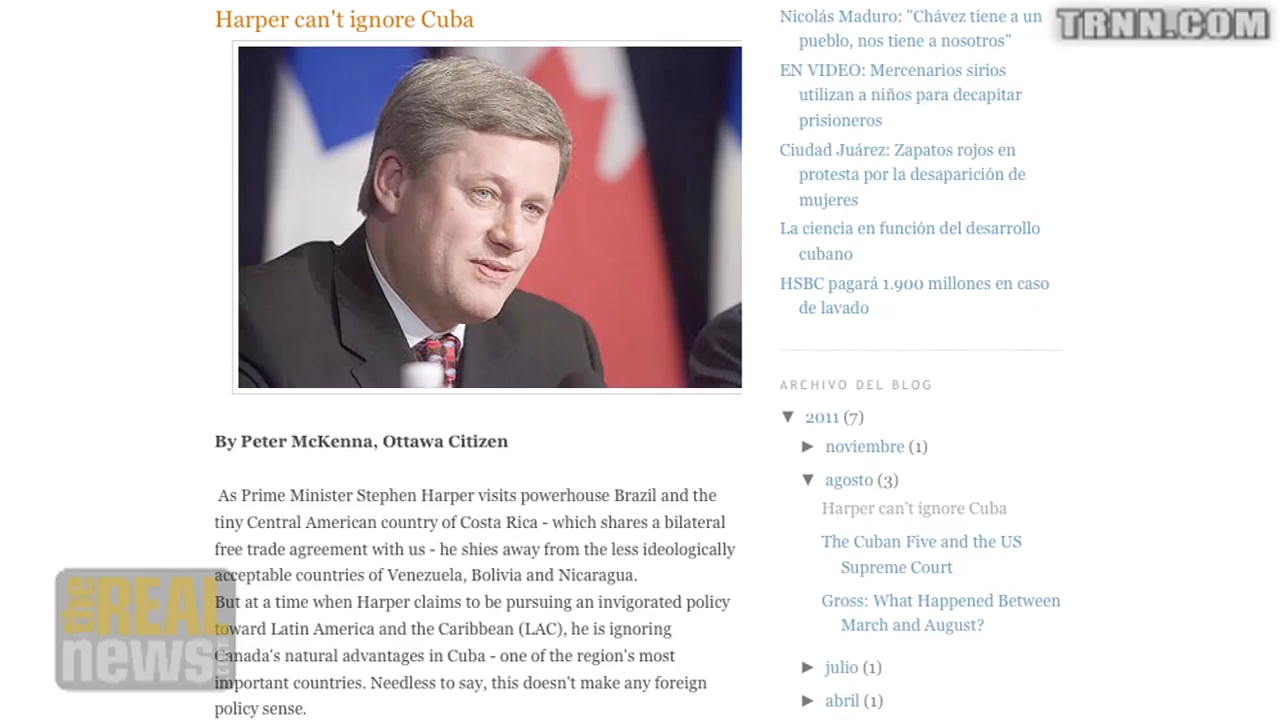 Harper can't ignore Cuba
By Peter McKenna, Ottawa Citizen
As Prime Minister Stephen Harper visits powerhouse Brazil and the
tiny Central American country of Costa Rica - which shares a bilateral
free trade agreement with us - he shies away from the less ideologically
acceptable countries of Venezuela, Bolivia and Nicaragua.
But at a time when Harper claims to be pursuing an invigorated policy
toward Latin America and the Caribbean (LAC), he is ignoring
Canada's natural advantages in Cuba - one of the region's most
important countries. Needless to say, this doesn't make any foreign
policy sense.
Nicolás Maduro: "Chávez tiene a un
pueblo, nos tiene a nosotros"
EN VIDEO: Mercenarios sirios
utilizan a niños para decapitar
prisioneros
Ciudad Juárez: Zapatos rojos en
protesta por la desaparición de
mujeres
La ciencia en función del desarrollo
cubano
HSBC pagará 1.900 millones en caso
de lavado
ARCHIVO DEL BLOG
▼ 2011 (7)
► noviembre (1)
▼ agosto (3)
Harper can't ignore Cuba
The Cuban Five and the US
Supreme Court
Gross: What Happened Between
March and August?
► julio (1)
► abril (1)
TRNN.COM
the REAL
news